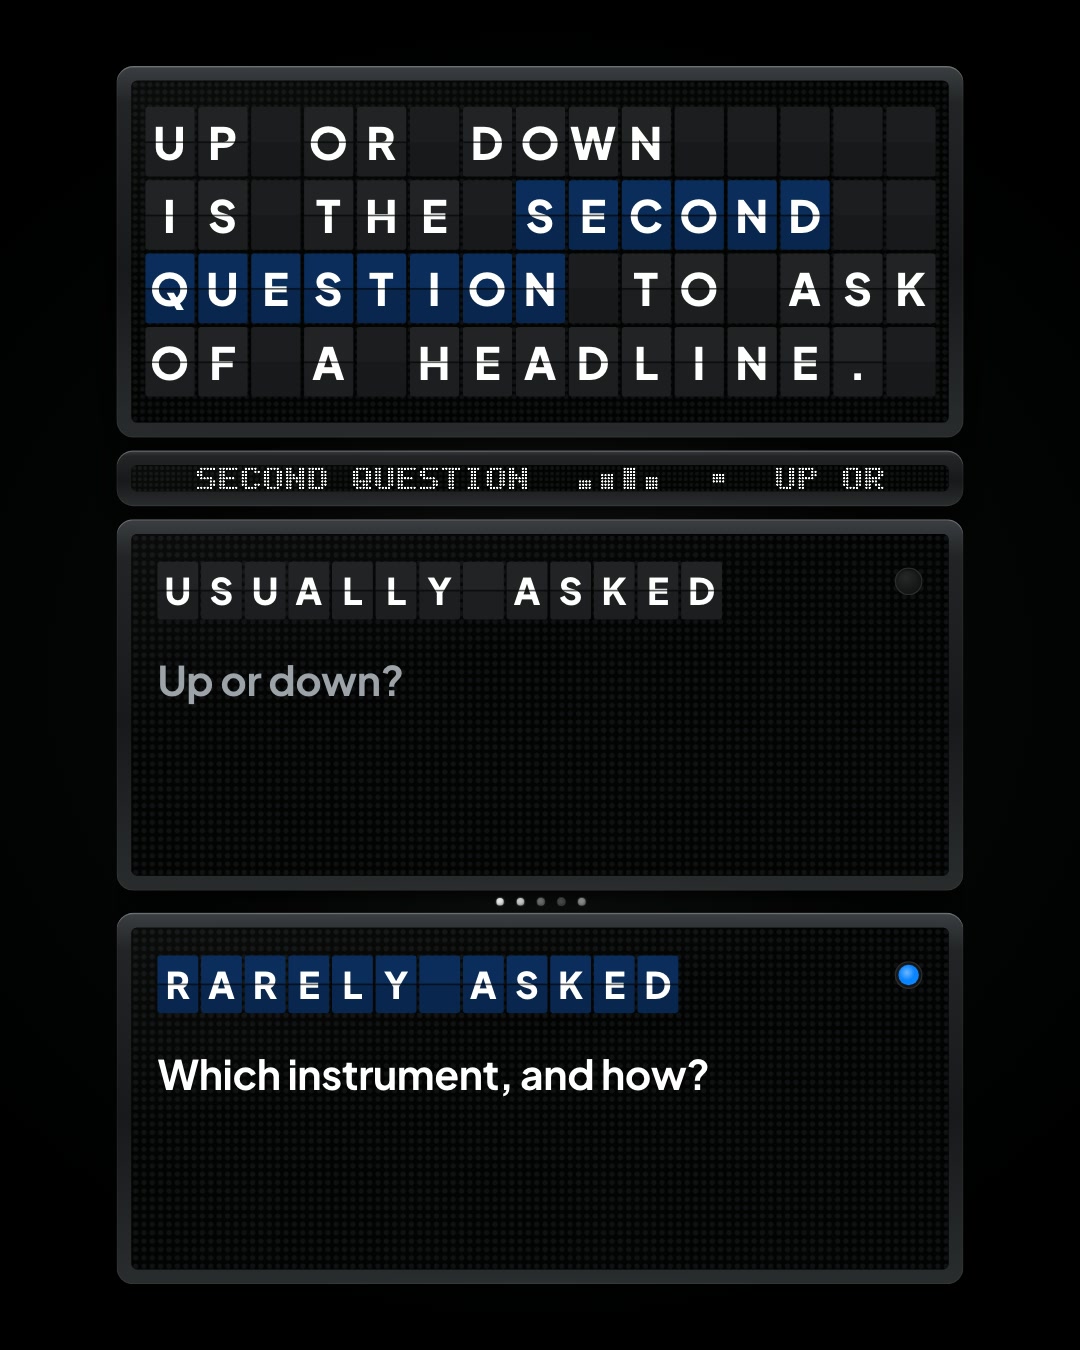 UP OR DOWN
IS THE SECOND
QUESTION TO ASK
OF A HEADLINE.
SECOND QUESTION UP OR
USUALLY ASKED
Up or down?
RARELY ASKED
Which instrument, and how?